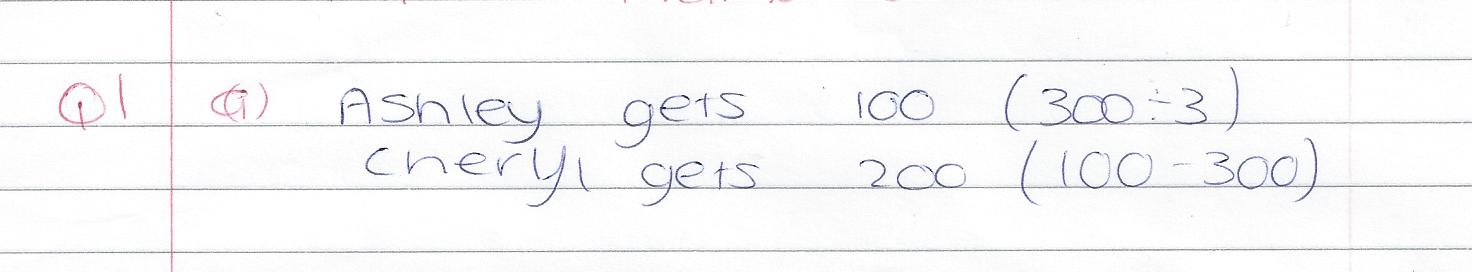 Q1 (a) Ashley gets 100 (300÷3)
Cheryl gets 200 (100-300)